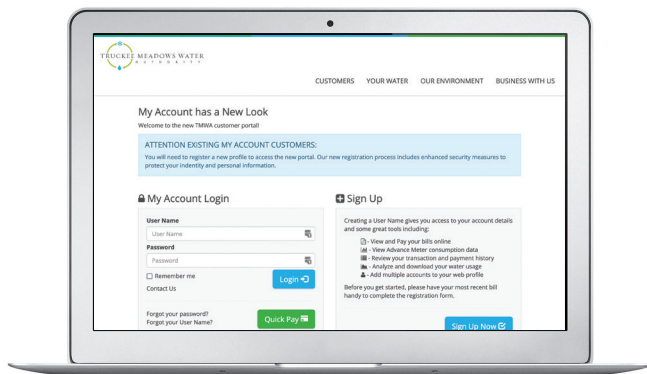 TRUCKEE MEADOWS WATER
AUTHORITY
CUSTOMERS YOUR WATER OUR ENVIRONMENT BUSINESS WITH US
My Account has a New Look
Welcome to the new TMWA customer portal!
ATTENTION EXISTING MY ACCOUNT CUSTOMERS:
You will need to register a new profile to access the new portal. Our new registration process includes enhanced security measures to
protect your indentity and personal information.
My Account Login
User Name
User Name
Password
Password
Remember me
Login
Contact Us
Forgot your password?
Forgot your User Name?
Quick Pay
Sign Up
Creating a User Name gives you access to your account details
and some great tools including:
- View and Pay your bills online
- View Advance Meter consumption data
- Review your transaction and payment history
- Analyze and download your water usage
- Add multiple accounts to your web profile
Before you get started, please have your most recent bill
handy to complete the registration form.
Sign Up Now